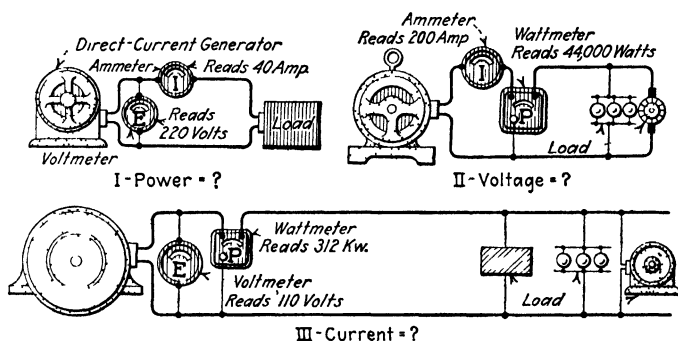 Direct-Current Generator
Ammeter
Reads 40 Amp.
I
E
Reads
220 Volts
Load
Voltmeter
I-Power = ?
Ammeter
Reads 200 Amp
Wattmeter
Reads 44,000 Watts
I
P
Load
II-Voltage = ?
Wattmeter
Reads 312 Kw.
E
P
Voltmeter
Reads 110 Volts
Load
III-Current = ?